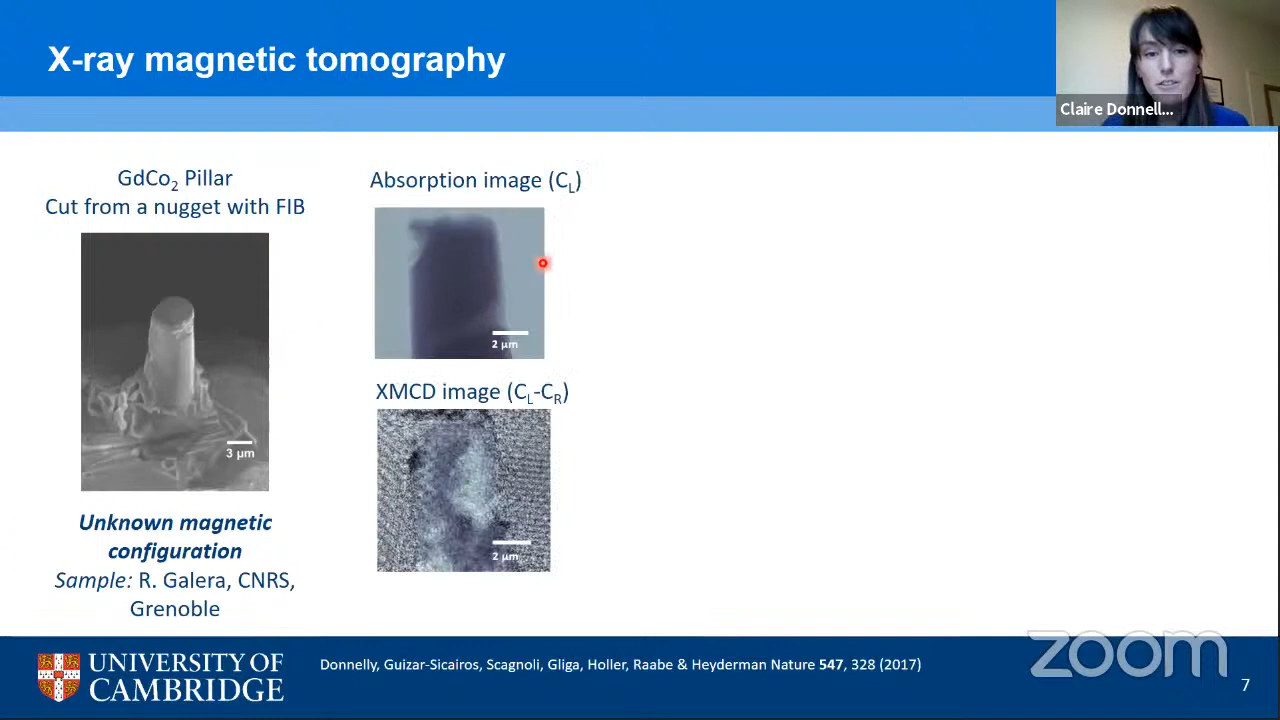 X-ray magnetic tomography
Claire Donnell...
GdCo₂ Pillar
Cut from a nugget with FIB
3 μm
Unknown magnetic
configuration
Sample: R. Galera, CNRS,
Grenoble
Absorption image (C_L)
2 μm
XMCD image (C_L-C_R)
2 μm
UNIVERSITY OF
CAMBRIDGE
Donnelly, Guizar-Sicairos, Scagnoli, Gliga, Holler, Raabe & Heyderman Nature 547, 328 (2017)
zoom
7